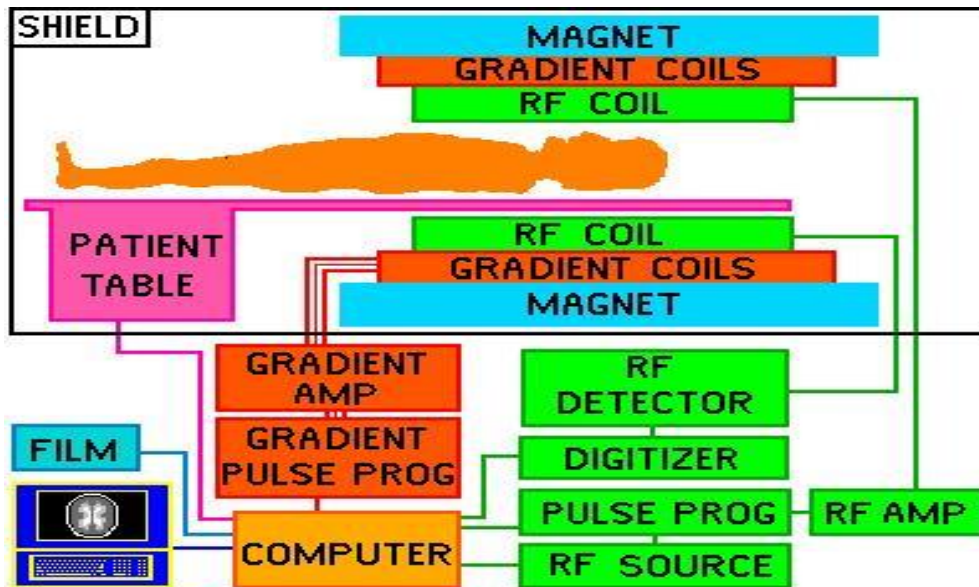 SHIELD
MAGNET
GRADIENT COILS
RF COIL
RF COIL
GRADIENT COILS
MAGNET
PATIENT
TABLE
GRADIENT
AMP
RF
DETECTOR
FILM
GRADIENT
PULSE PROG
DIGITIZER
COMPUTER
PULSE PROG
RF AMP
RF SOURCE